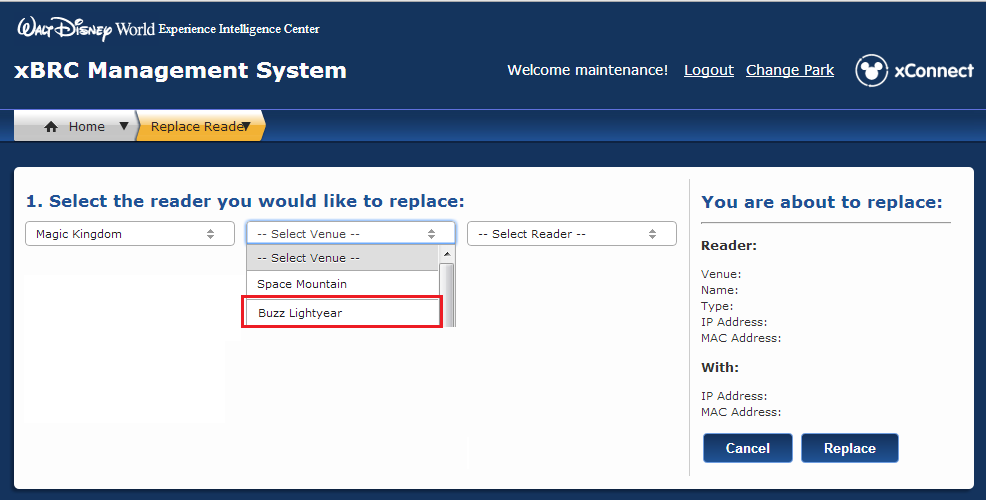 Walt Disney World Experience Intelligence Center
xBRC Management System
Welcome maintenance! Logout Change Park xConnect
Home ▼ Replace Reader▼
1. Select the reader you would like to replace:
Magic Kingdom -- Select Venue -- -- Select Reader --
-- Select Venue --
Space Mountain
Buzz Lightyear
You are about to replace:
Reader:
Venue:
Name:
Type:
IP Address:
MAC Address:
With:
IP Address:
MAC Address:
Cancel Replace